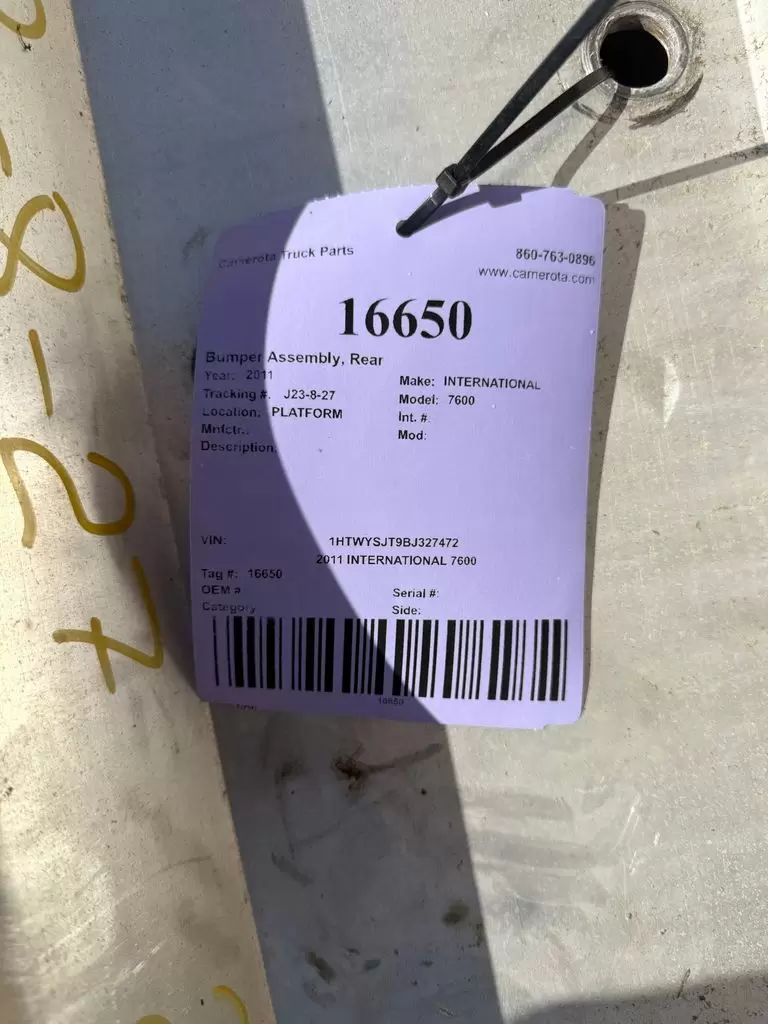 Camerota Truck Parts
860-763-0896
www.camerota.com
16650
Bumper Assembly, Rear
Year: 2011
Make: INTERNATIONAL
Tracking #: J23-8-27
Model: 7600
Location: PLATFORM
Int. #:
Mnfctr.:
Mod:
Description:
VIN: 1HTWYSJT9BJ327472
2011 INTERNATIONAL 7600
Tag #: 16650
OEM #
Serial #:
Category
Side:
16650
8-27